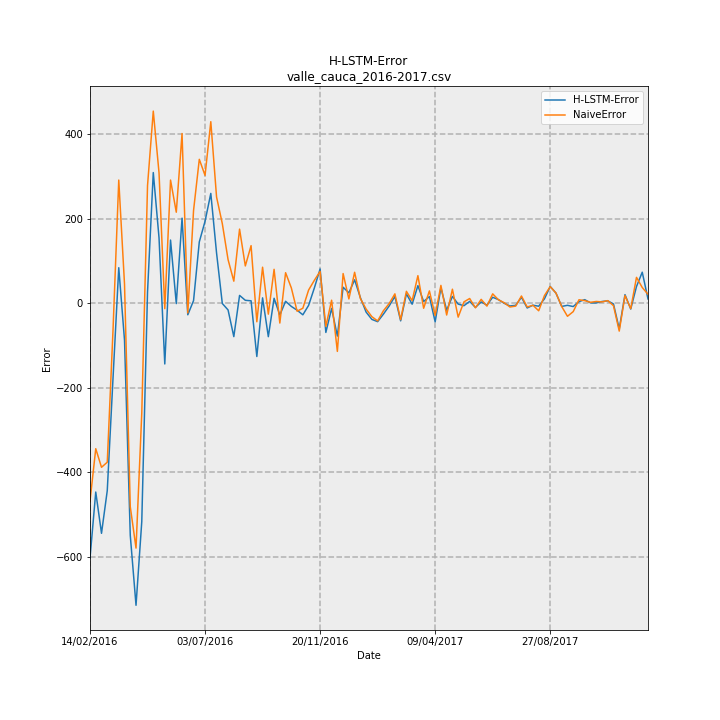 H-LSTM-Error
valle_cauca_2016-2017.csv
H-LSTM-Error
NaiveError
400
200
0
−200
−400
−600
Error
14/02/2016 03/07/2016 20/11/2016 09/04/2017 27/08/2017
Date